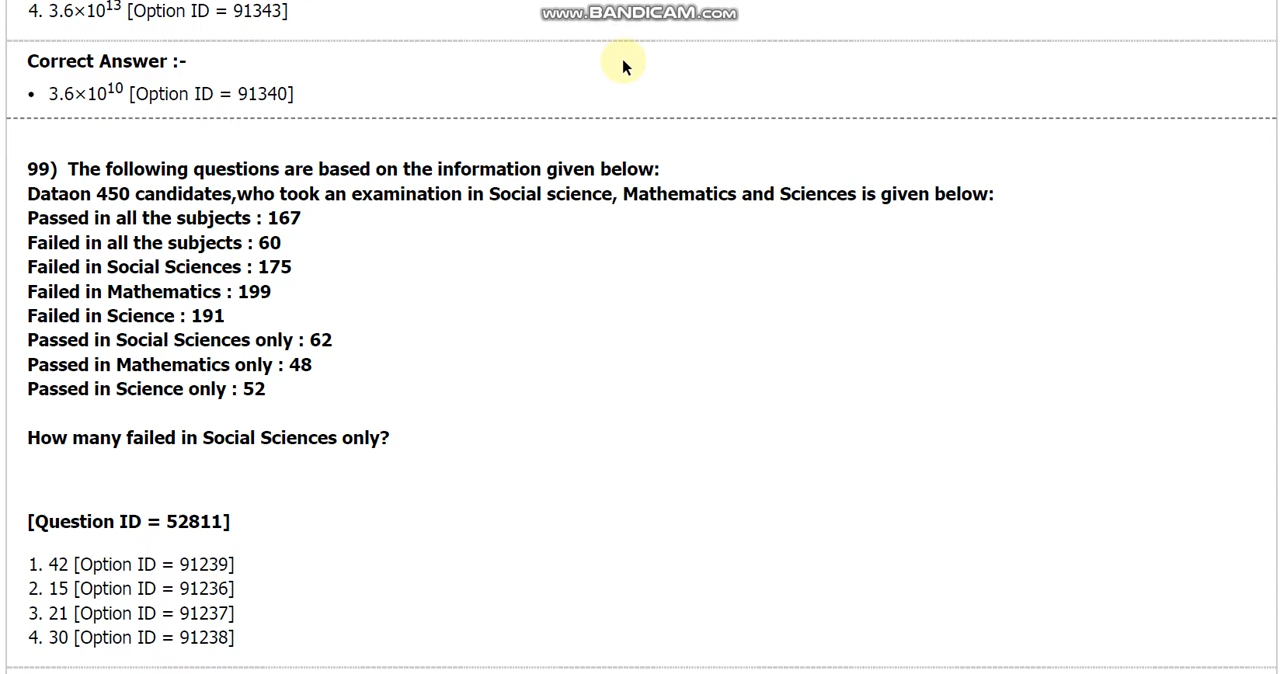 4. 3.6×10¹³ [Option ID = 91343]
www.BANDICAM.com
Correct Answer :-
• 3.6×10¹⁰ [Option ID = 91340]
99) The following questions are based on the information given below:
Dataon 450 candidates,who took an examination in Social science, Mathematics and Sciences is given below:
Passed in all the subjects : 167
Failed in all the subjects : 60
Failed in Social Sciences : 175
Failed in Mathematics : 199
Failed in Science : 191
Passed in Social Sciences only : 62
Passed in Mathematics only : 48
Passed in Science only : 52
How many failed in Social Sciences only?
[Question ID = 52811]
1. 42 [Option ID = 91239]
2. 15 [Option ID = 91236]
3. 21 [Option ID = 91237]
4. 30 [Option ID = 91238]